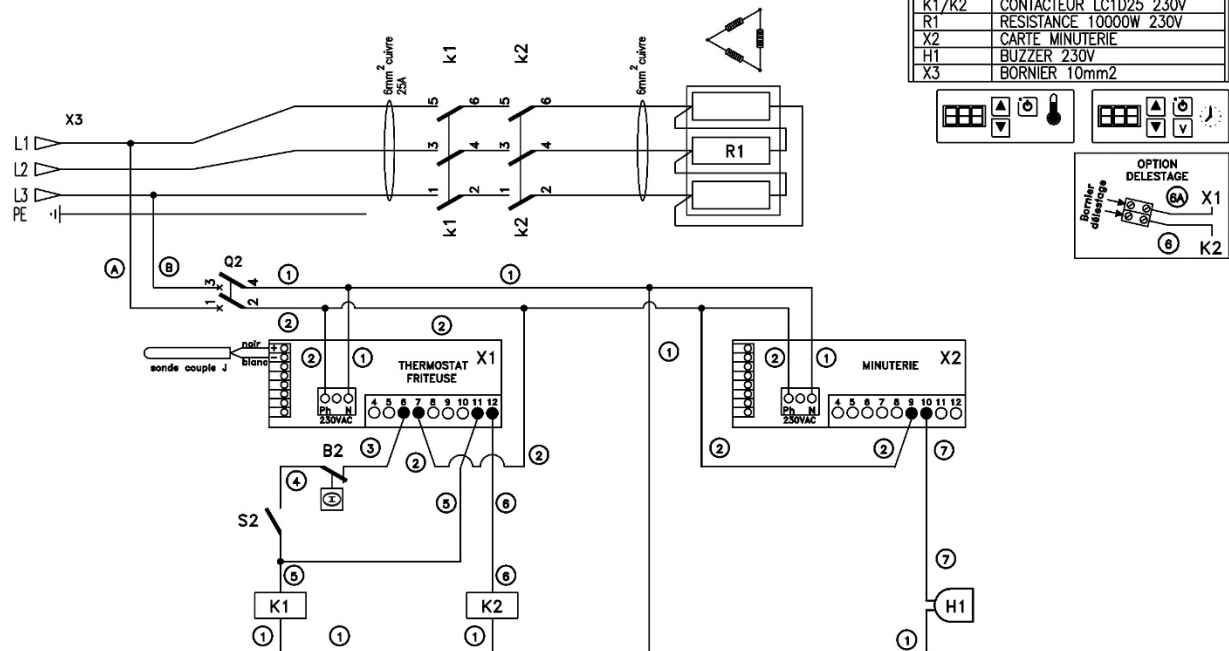 K1/K2 CONTACTEUR LC1D25 230V
R1 RESISTANCE 10000W 230V
X2 CARTE MINUTERIE
H1 BUZZER 230V
X3 BORNIER 10mm2
6mm² cuivre
25A
k1
k2
6mm² cuivre
X3
5 6 5 6
L1
L2
3 4 3 4
R1
L3
1 2 1 2
PE
k1
k2
V
OPTION
DELESTAGE
Bornier
délestage
6A X1
6 K2
A B
Q2
3 4
1 2
1
1
2
2
noir
blanc
sonde couple J
+
-
2
1
THERMOSTAT
FRITEUSE
X1
Ph N
230VAC
4 5 6 7 8 9 10 11 12
1
2
1
MINUTERIE
X2
Ph N
230VAC
4 5 6 7 8 9 10 11 12
3
2
2
2
2
7
B2
4
5
6
S2
5
6
7
K1
K2
H1
1
1
1
1